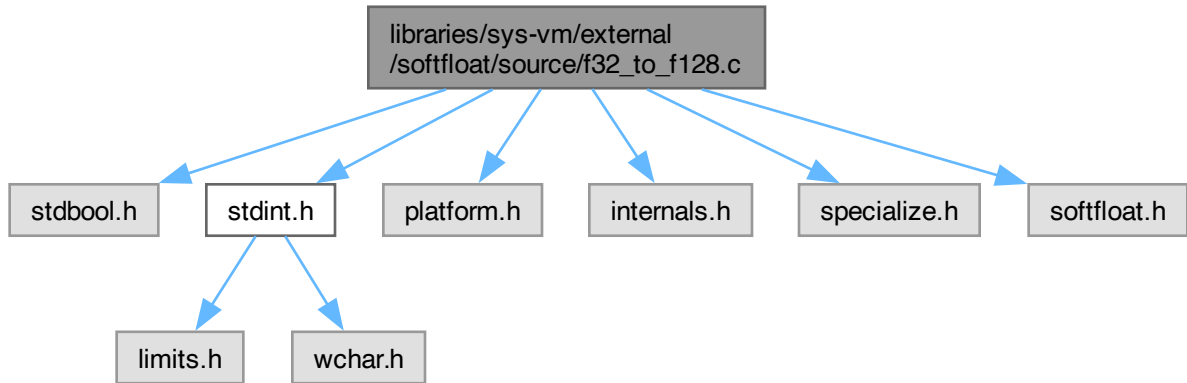 libraries/sys-vm/external
/softfloat/source/f32_to_f128.c
stdbool.h
stdint.h
platform.h
internals.h
specialize.h
softfloat.h
limits.h
wchar.h